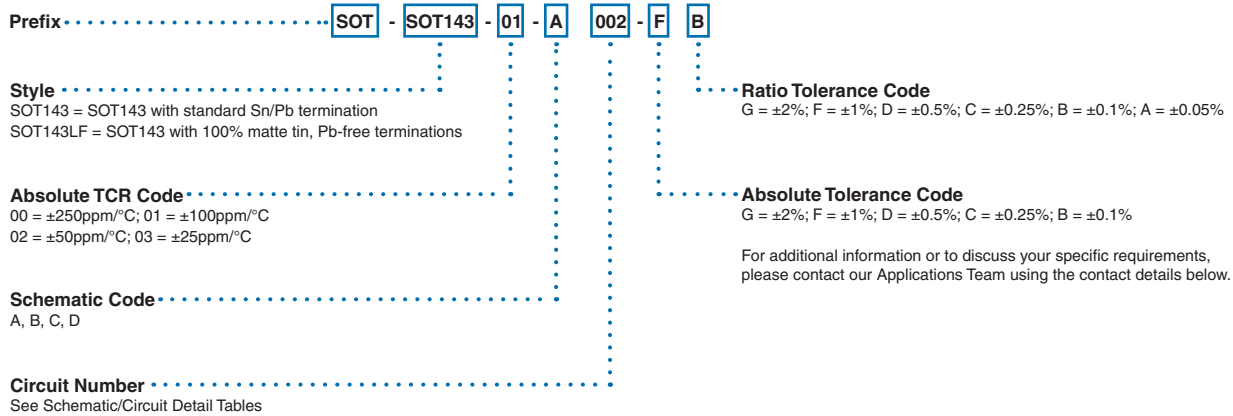 Prefix SOT - SOT143 - 01 - A 002 - F B
Style
SOT143 = SOT143 with standard Sn/Pb termination
SOT143LF = SOT143 with 100% matte tin, Pb-free terminations
Absolute TCR Code
00 = ±250ppm/°C; 01 = ±100ppm/°C
02 = ±50ppm/°C; 03 = ±25ppm/°C
Schematic Code
A, B, C, D
Circuit Number
See Schematic/Circuit Detail Tables
Ratio Tolerance Code
G = ±2%; F = ±1%; D = ±0.5%; C = ±0.25%; B = ±0.1%; A = ±0.05%
Absolute Tolerance Code
G = ±2%; F = ±1%; D = ±0.5%; C = ±0.25%; B = ±0.1%
For additional information or to discuss your specific requirements,
please contact our Applications Team using the contact details below.